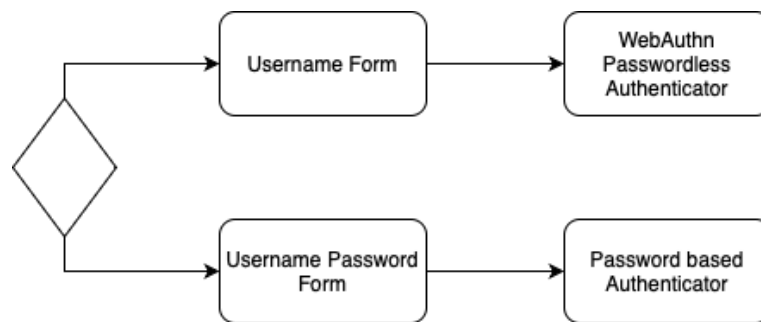 Username Form
WebAuthn
Passwordless
Authenticator
Username Password
Form
Password based
Authenticator